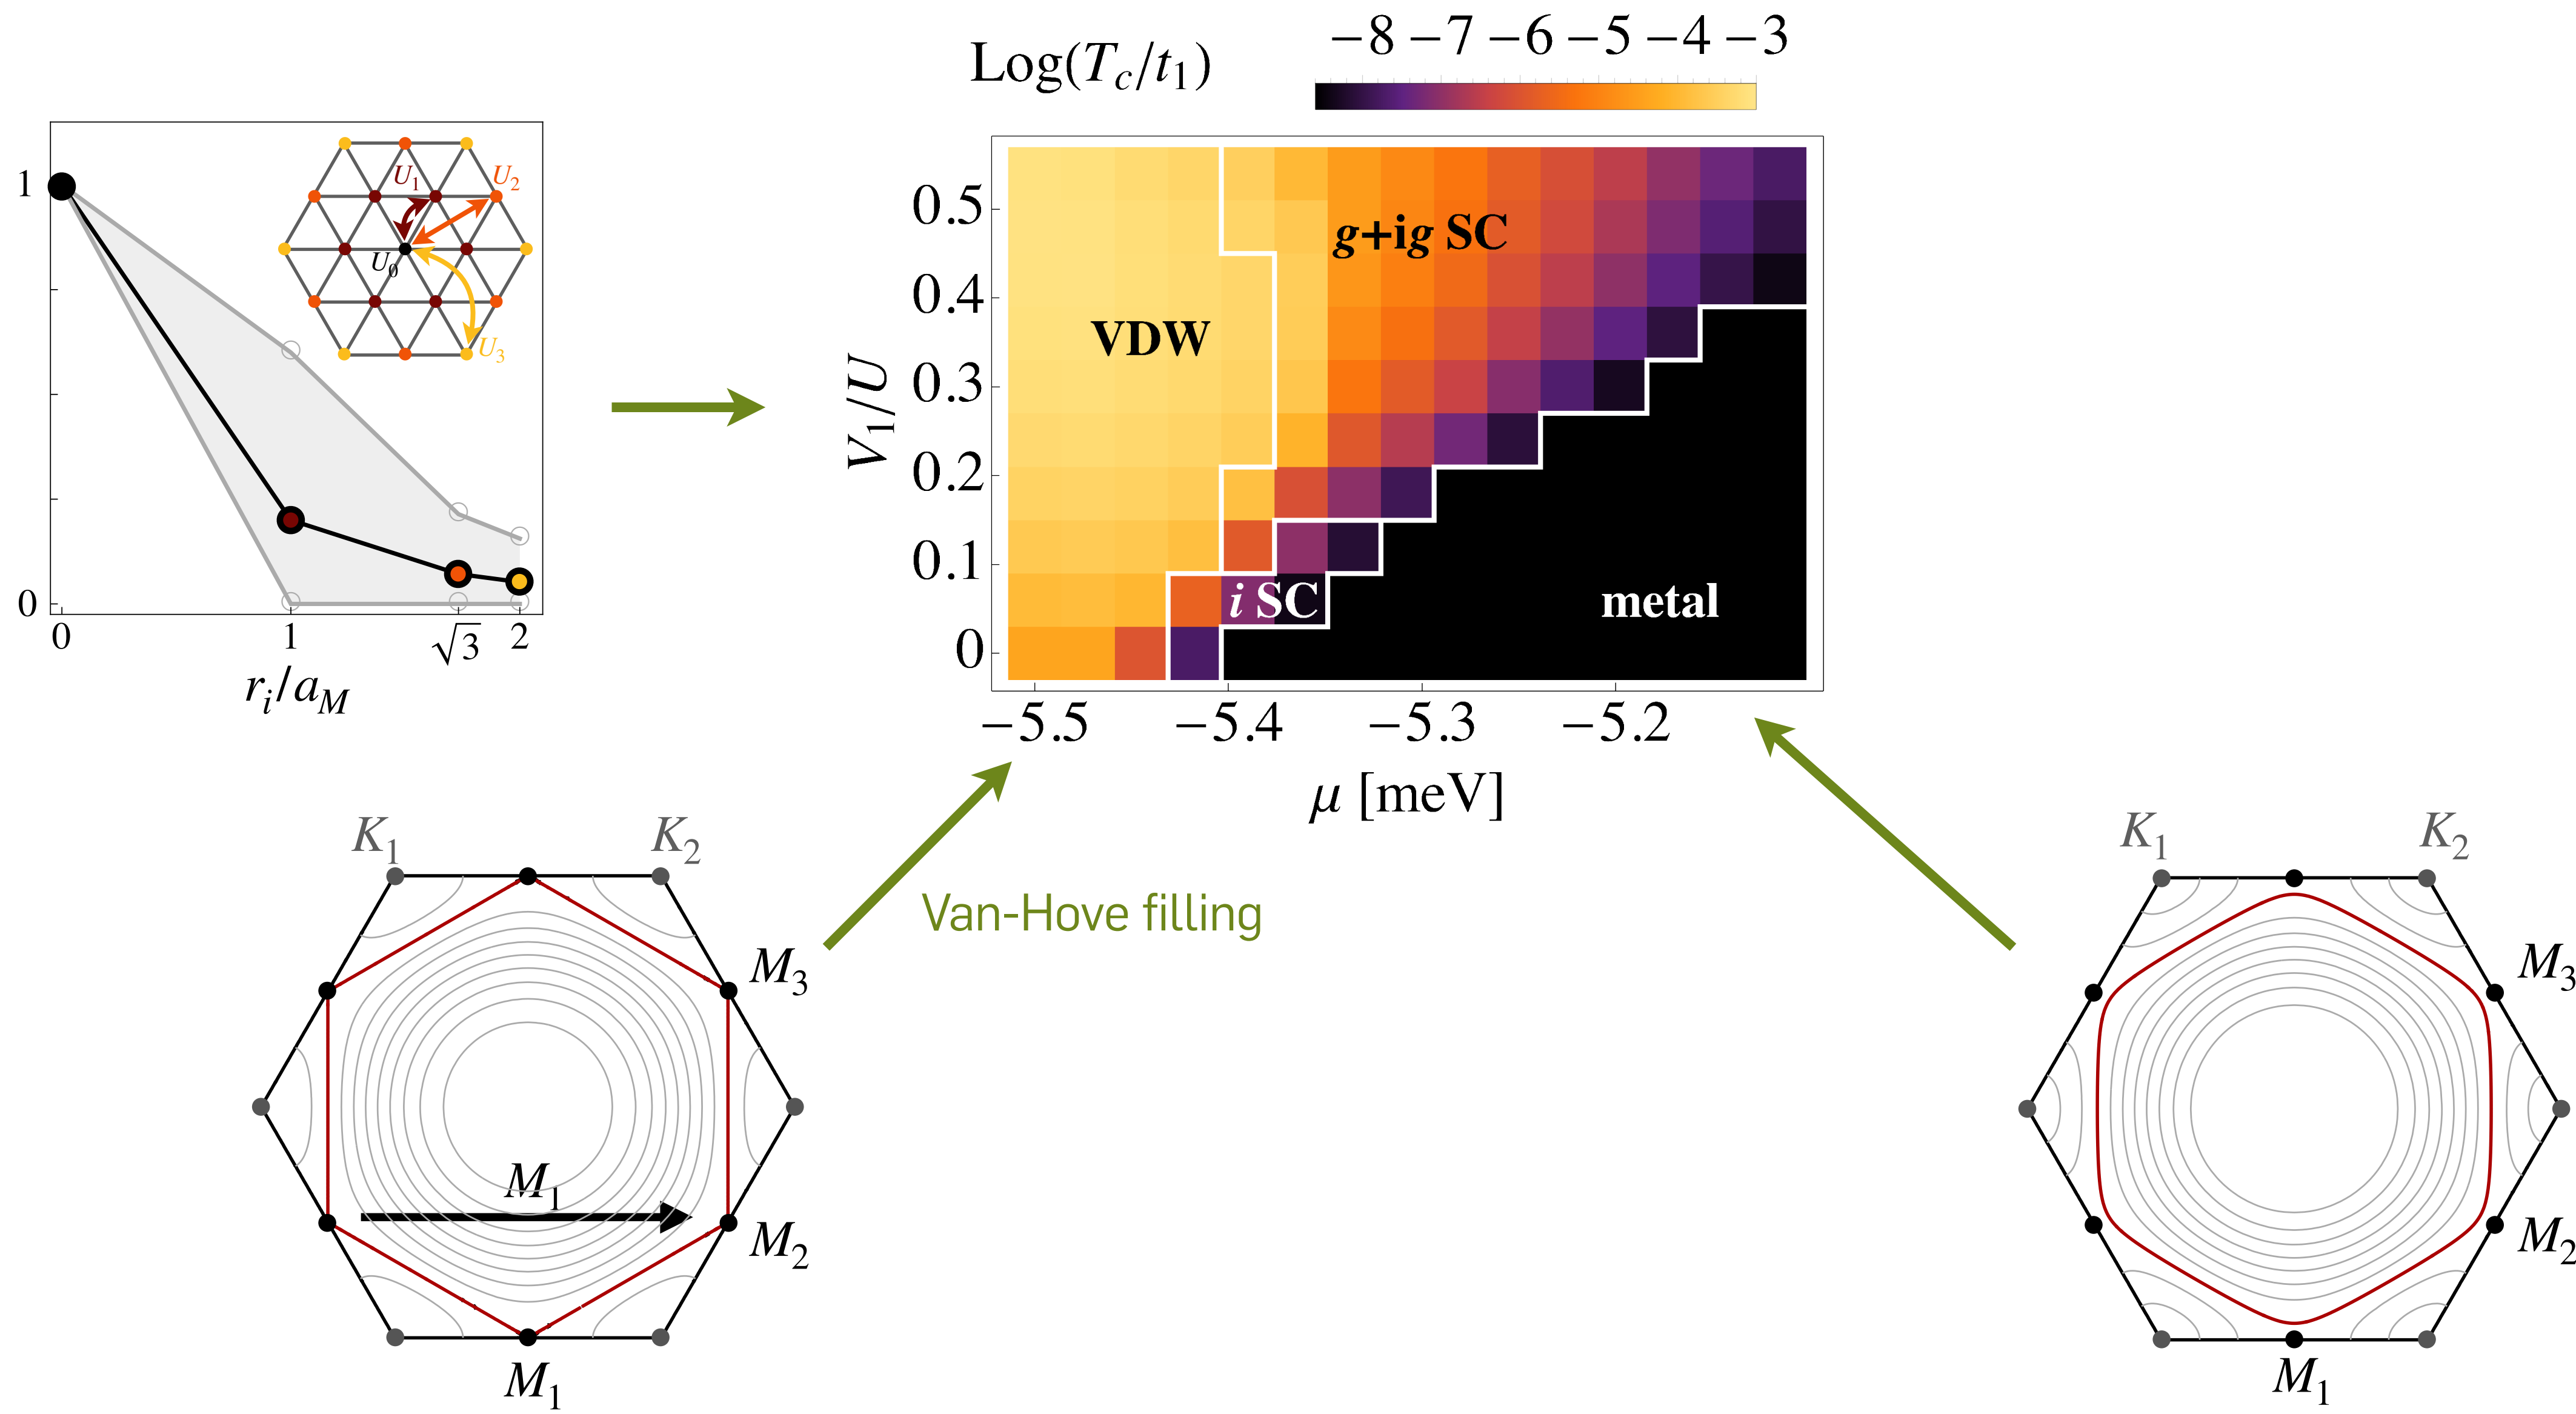 Log(T_c/t_1)
−8 −7 −6 −5 −4 −3
1
0
U_1
U_2
U_0
U_3
0 1 √3 2
r_i/a_M
V_1/U
0.5
0.4
0.3
0.2
0.1
0
g+ig SC
VDW
i SC
metal
−5.5 −5.4 −5.3 −5.2
μ [meV]
Van-Hove filling
K_1 K_2
M_3
M_1
M_2
M_1
K_1 K_2
M_3
M_2
M_1